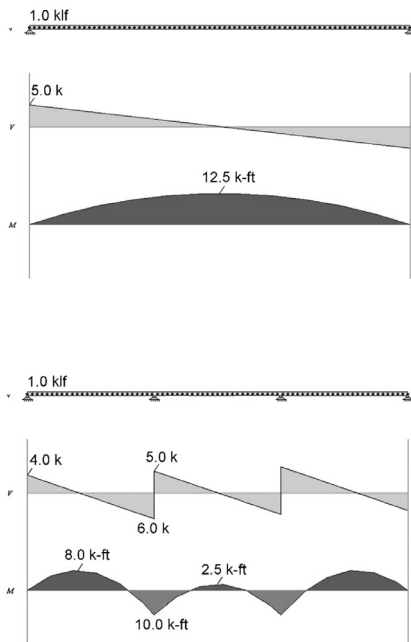 1.0 klf
v
5.0 k
V
12.5 k-ft
M
1.0 klf
v
4.0 k
5.0 k
V
6.0 k
8.0 k-ft
2.5 k-ft
M
10.0 k-ft